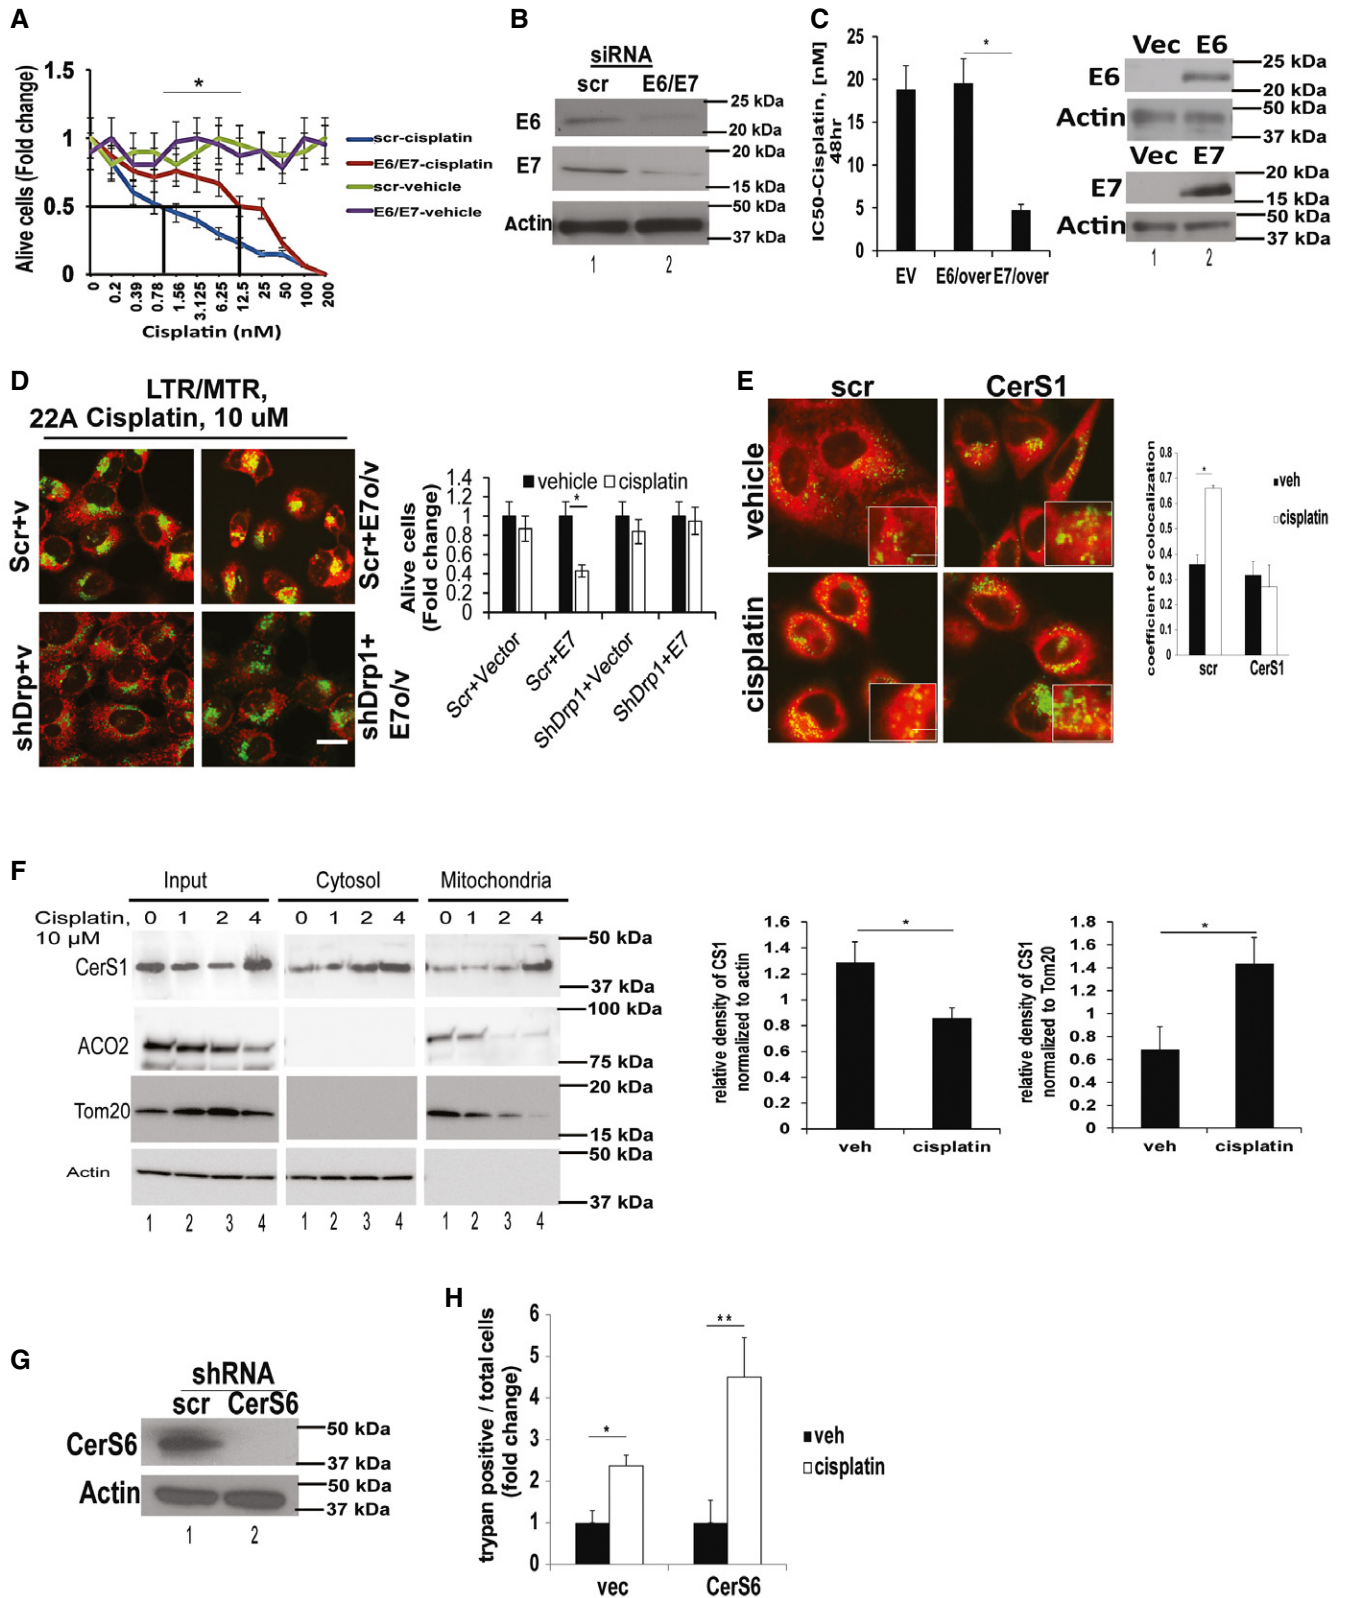 A
1.5
1
0.5
0
Alive cells (Fold change)
*
0
0.2
0.39
0.78
1.56
3.125
6.25
12.5
25
50
100
200
Cisplatin (nM)
scr-cisplatin
E6/E7-cisplatin
scr-vehicle
E6/E7-vehicle
B
siRNA
scr E6/E7
E6
25 kDa
20 kDa
E7
20 kDa
15 kDa
Actin
50 kDa
37 kDa
1 2
C
IC50-Cisplatin, [nM]
48hr
25
20
15
10
5
0
*
EV E6/over E7/over
Vec E6
E6
25 kDa
20 kDa
Actin
50 kDa
37 kDa
Vec E7
E7
20 kDa
15 kDa
Actin
50 kDa
37 kDa
1 2
D
LTR/MTR,
22A Cisplatin, 10 uM
Scr+v
Scr+E7o/v
shDrp+v
shDrp1+
E7o/v
Alive cells
(Fold change)
1.4
1.2
1
0.8
0.6
0.4
0.2
0
vehicle cisplatin
*
Scr+Vector
Scr+E7
ShDrp1+Vector
ShDrp1+E7
E
scr CerS1
vehicle
cisplatin
coefficient of colocalization
0.8
0.7
0.6
0.5
0.4
0.3
0.2
0.1
0
*
veh
cisplatin
scr CerS1
F
Input Cytosol Mitochondria
Cisplatin,
10 µM
0 1 2 4 0 1 2 4 0 1 2 4
CerS1
50 kDa
37 kDa
ACO2
100 kDa
75 kDa
Tom20
20 kDa
15 kDa
Actin
50 kDa
37 kDa
1 2 3 4 1 2 3 4 1 2 3 4
relative density of CS1
normalized to actin
1.6
1.4
1.2
1
0.8
0.6
0.4
0.2
0
*
veh cisplatin
relative density of CS1
normalized to Tom20
1.8
1.6
1.4
1.2
1
0.8
0.6
0.4
0.2
0
*
veh cisplatin
G
shRNA
scr CerS6
CerS6
50 kDa
37 kDa
Actin
50 kDa
37 kDa
1 2
H
trypan positive / total cells
(fold change)
6
5
4
3
2
1
0
*
**
veh
cisplatin
vec CerS6